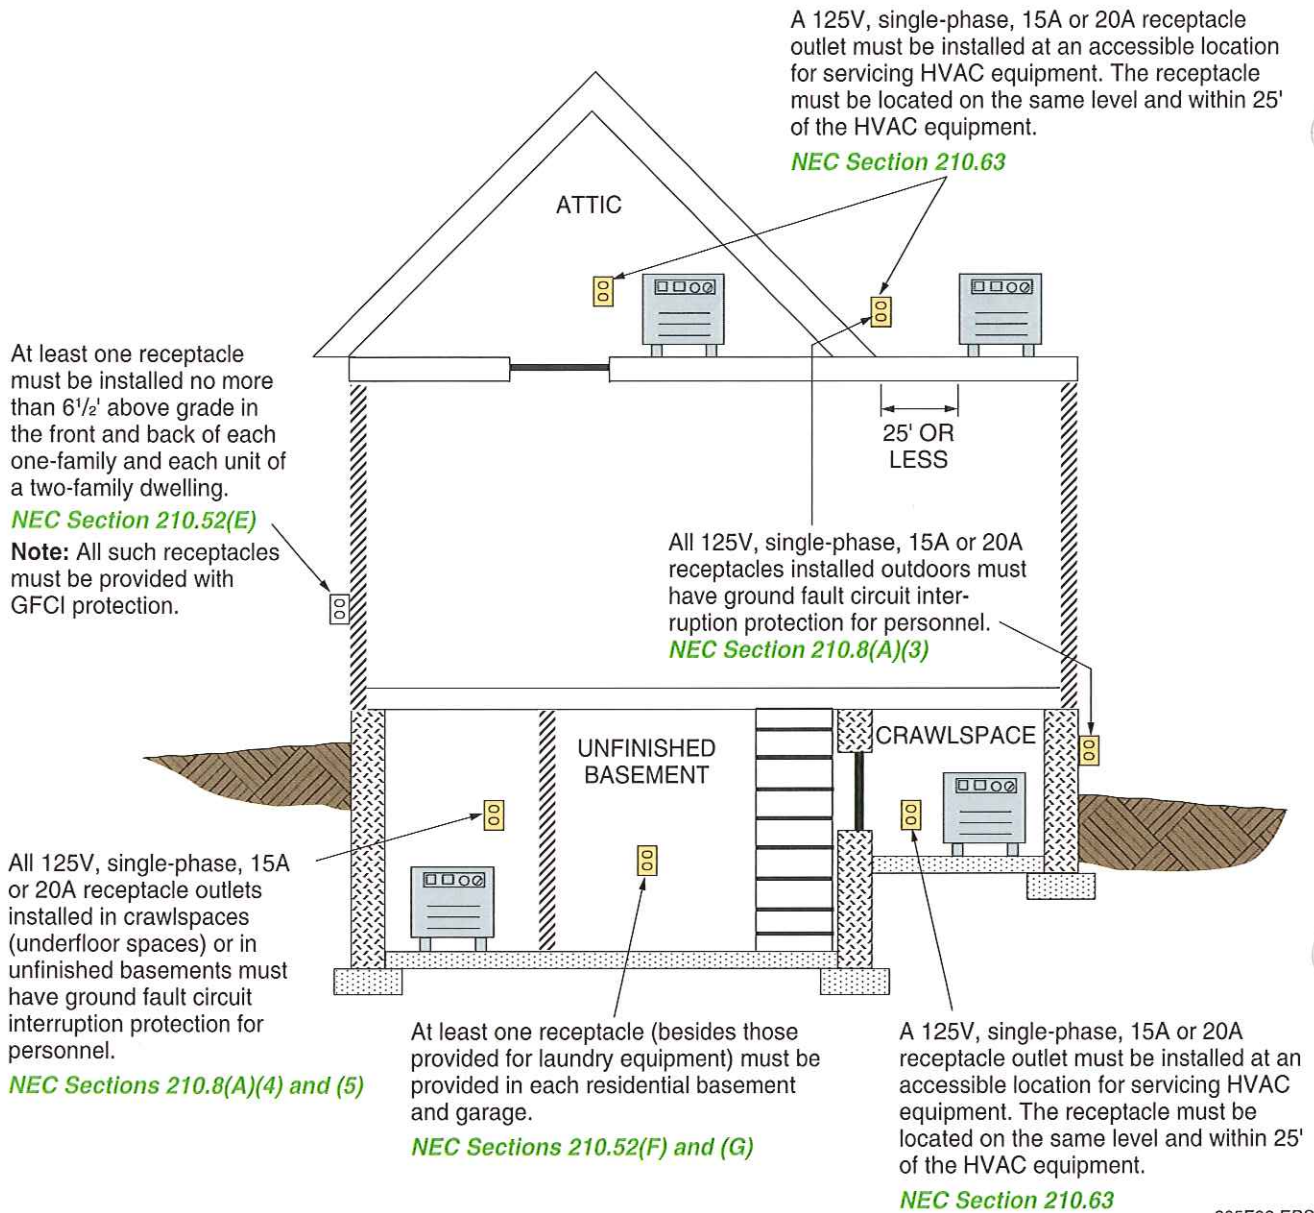 A 125V, single-phase, 15A or 20A receptacle
outlet must be installed at an accessible location
for servicing HVAC equipment. The receptacle
must be located on the same level and within 25'
of the HVAC equipment.
NEC Section 210.63
ATTIC
At least one receptacle
must be installed no more
than 6½' above grade in
the front and back of each
one-family and each unit of
a two-family dwelling.
NEC Section 210.52(E)
Note: All such receptacles
must be provided with
GFCI protection.
25' OR
LESS
All 125V, single-phase, 15A or 20A
receptacles installed outdoors must
have ground fault circuit inter-
ruption protection for personnel.
NEC Section 210.8(A)(3)
UNFINISHED
BASEMENT
CRAWLSPACE
All 125V, single-phase, 15A
or 20A receptacle outlets
installed in crawlspaces
(underfloor spaces) or in
unfinished basements must
have ground fault circuit
interruption protection for
personnel.
NEC Sections 210.8(A)(4) and (5)
At least one receptacle (besides those
provided for laundry equipment) must be
provided in each residential basement
and garage.
NEC Sections 210.52(F) and (G)
A 125V, single-phase, 15A or 20A
receptacle outlet must be installed at an
accessible location for servicing HVAC
equipment. The receptacle must be
located on the same level and within 25'
of the HVAC equipment.
NEC Section 210.63